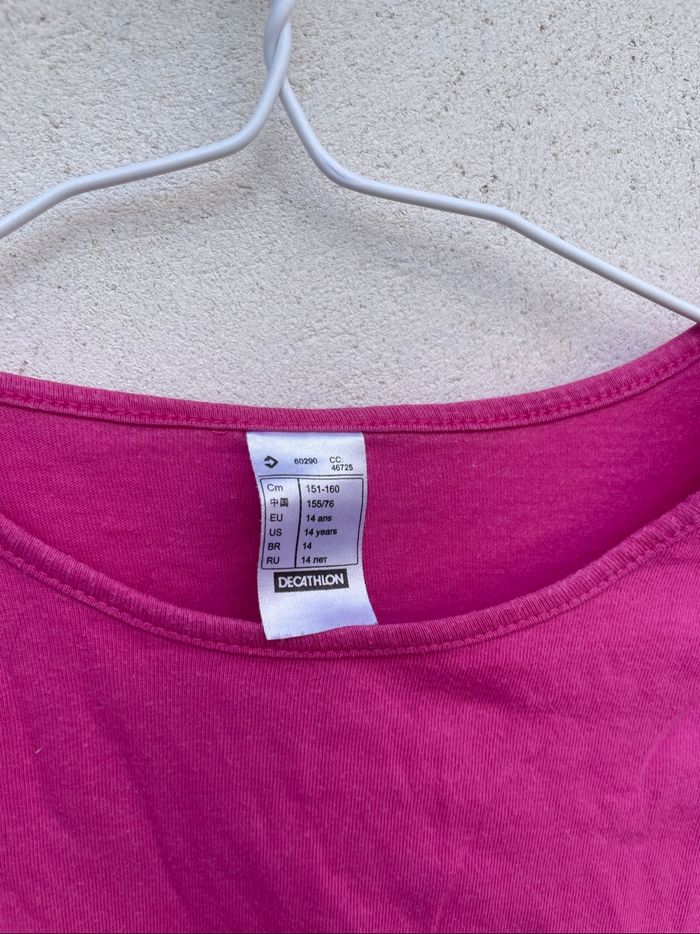 60290 CC
46725
Cm 151-160
中国 155/76
EU 14 ans
US 14 years
BR 14
RU 14 лет
DECATHLON